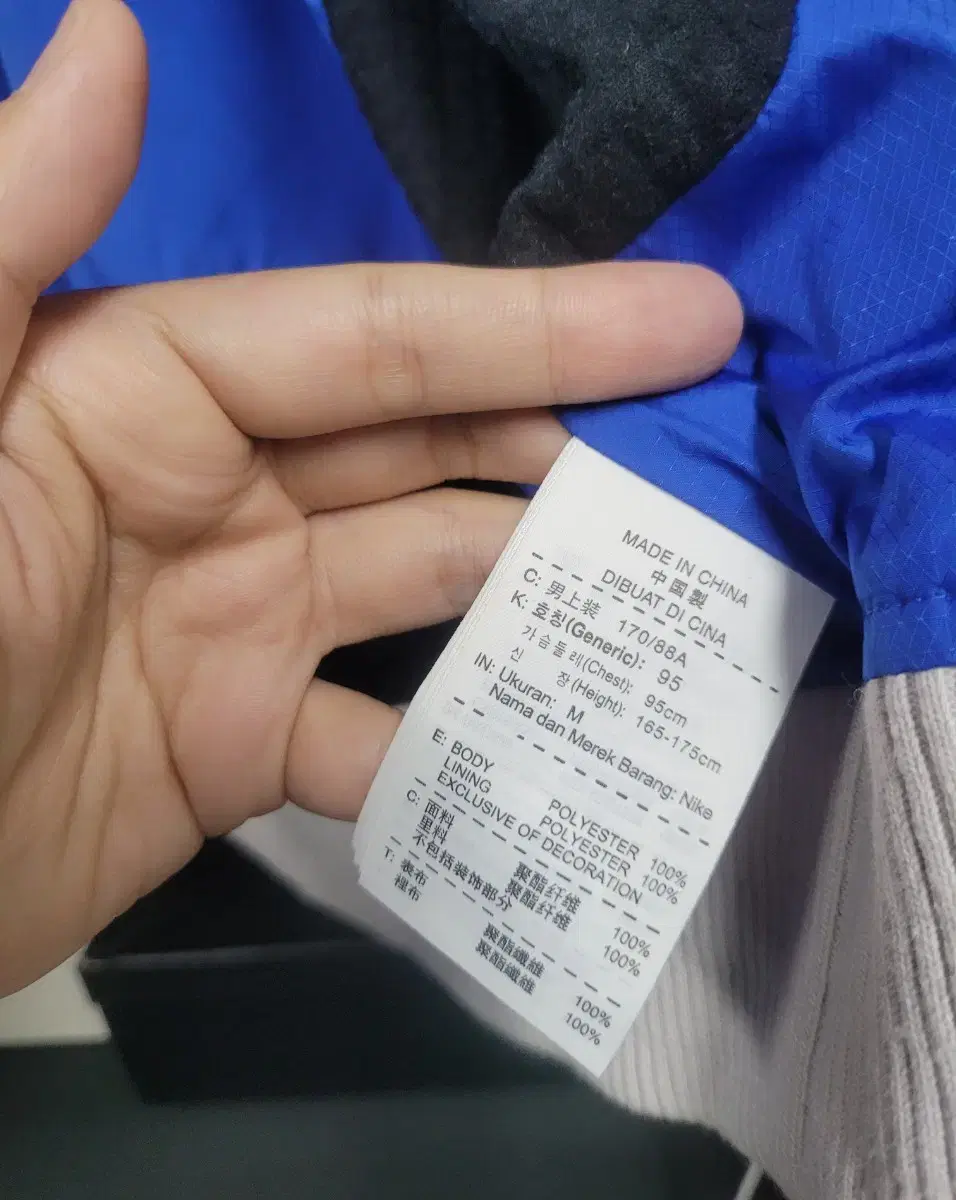 MADE IN CHINA
中國製
DIBUAT DI CINA
C: 男上装 170/88A
K: 호칭(Generic): 95
가슴둘레(Chest): 95cm
신 장(Height): 165-175cm
IN: Ukuran: M
Nama dan Merek Barang: Nike
E: BODY POLYESTER 100%
LINING POLYESTER 100%
EXCLUSIVE OF DECORATION
C: 面料 聚酯纤维 100%
里料 聚酯纤维 100%
不包括装饰部分
T: 表布 聚酯纖維 100%
裡布 聚酯纖維 100%